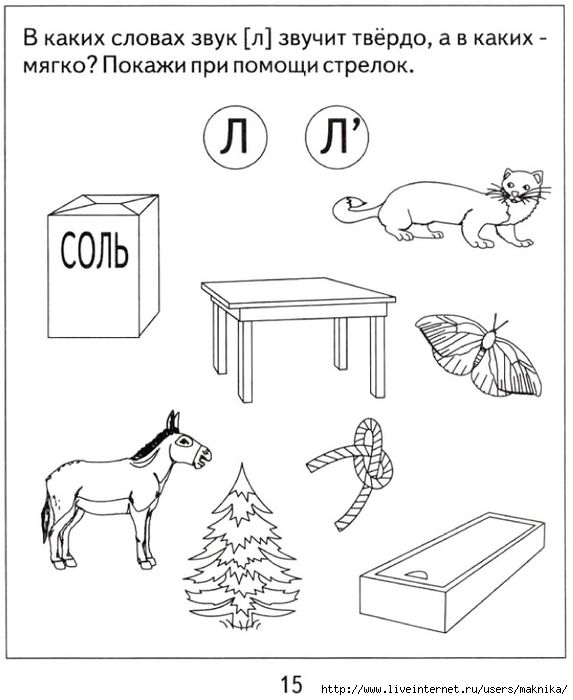 В каких словах звук [л] звучит твёрдо, а в каких -
мягко? Покажи при помощи стрелок.
Л Л’
СОЛЬ
15
http://www.liveinternet.ru/users/maknika/